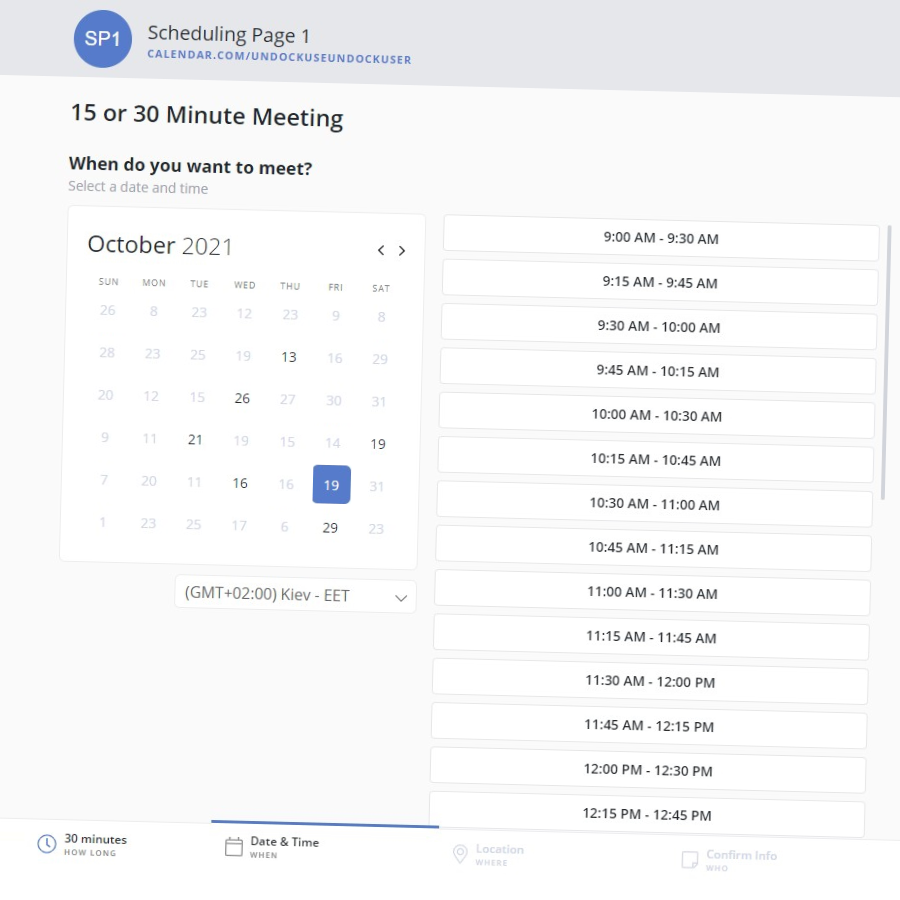 SP1
Scheduling Page 1
CALENDAR.COM/UNDOCKUSEUNDOCKUSER
15 or 30 Minute Meeting
When do you want to meet?
Select a date and time
October 2021
SUN MON TUE WED THU FRI SAT
26 8 23 12 23 9 8
28 23 25 19 13 16 29
20 12 15 26 27 30 31
9 11 21 19 15 14 19
7 20 11 16 16 19 31
1 23 25 17 6 29 23
(GMT+02:00) Kiev - EET
9:00 AM - 9:30 AM
9:15 AM - 9:45 AM
9:30 AM - 10:00 AM
9:45 AM - 10:15 AM
10:00 AM - 10:30 AM
10:15 AM - 10:45 AM
10:30 AM - 11:00 AM
10:45 AM - 11:15 AM
11:00 AM - 11:30 AM
11:15 AM - 11:45 AM
11:30 AM - 12:00 PM
11:45 AM - 12:15 PM
12:00 PM - 12:30 PM
12:15 PM - 12:45 PM
30 minutes
HOW LONG
Date & Time
WHEN
Location
WHERE
Confirm Info
WHO